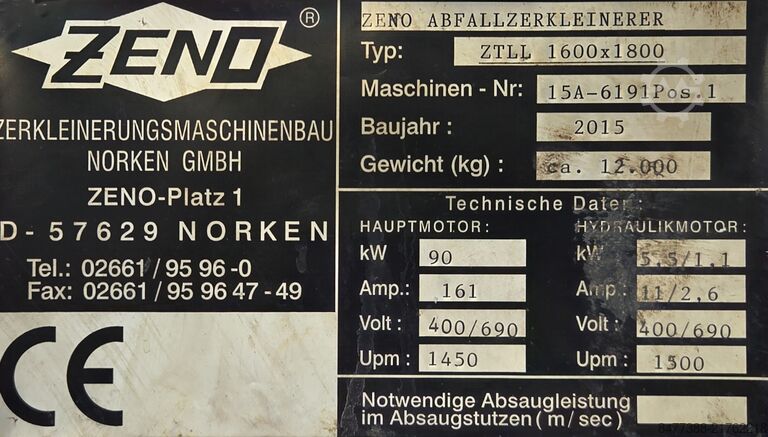 ZENO ®
ZERKLEINERUNGSMASCHINENBAU
NORKEN GMBH
ZENO-Platz 1
D- 57629 NORKEN
Tel.: 02661/95 96-0
Fax: 02661/95 96 47-49
CE
ZENO ABFALLZERKLEINERER
Typ: ZTLL 1600x1800
Maschinen - Nr: 15A-6191Pos.1
Baujahr : 2015
Gewicht (kg) : ca. 12.000
Technische Daten :
HAUPTMOTOR: HYDRAULIKMOTOR:
kW 90 kW 5,5/1,1
Amp.: 161 Amp.: 11/2,6
Volt : 400/690 Volt : 400/690
Upm : 1450 Upm : 1500
Notwendige Absaugleistung
im Absaugstutzen ( m / sec)